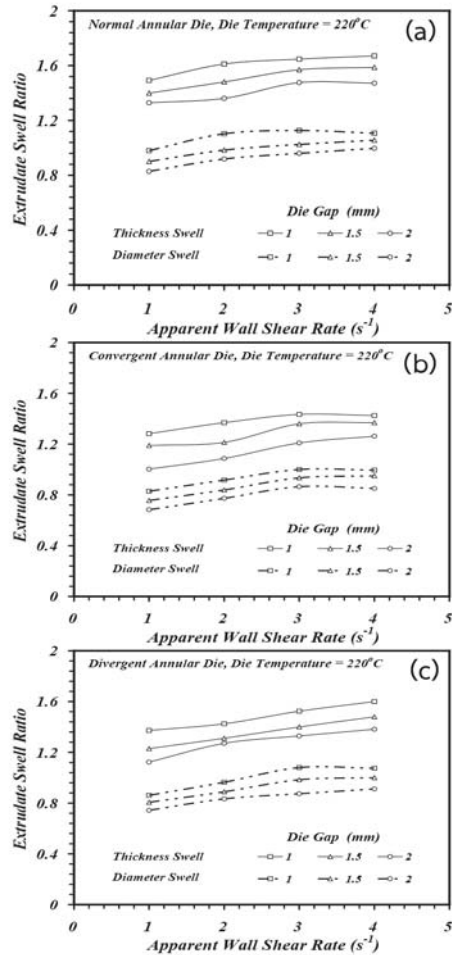 2
Normal Annular Die, Die Temperature = 220°C
(a)
1.6
1.2
0.8
0.4
0
Extrudate Swell Ratio
Die Gap (mm)
Thickness Swell 1 1.5 2
Diameter Swell 1 1.5 2
0 1 2 3 4 5
Apparent Wall Shear Rate (s⁻¹)
2
Convergent Annular Die, Die Temperature = 220°C
(b)
1.6
1.2
0.8
0.4
0
Extrudate Swell Ratio
Die Gap (mm)
Thickness Swell 1 1.5 2
Diameter Swell 1 1.5 2
0 1 2 3 4 5
Apparent Wall Shear Rate (s⁻¹)
2
Divergent Annular Die, Die Temperature = 220°C
(c)
1.6
1.2
0.8
0.4
0
Extrudate Swell Ratio
Die Gap (mm)
Thickness Swell 1 1.5 2
Diameter Swell 1 1.5 2
0 1 2 3 4 5
Apparent Wall Shear Rate (s⁻¹)